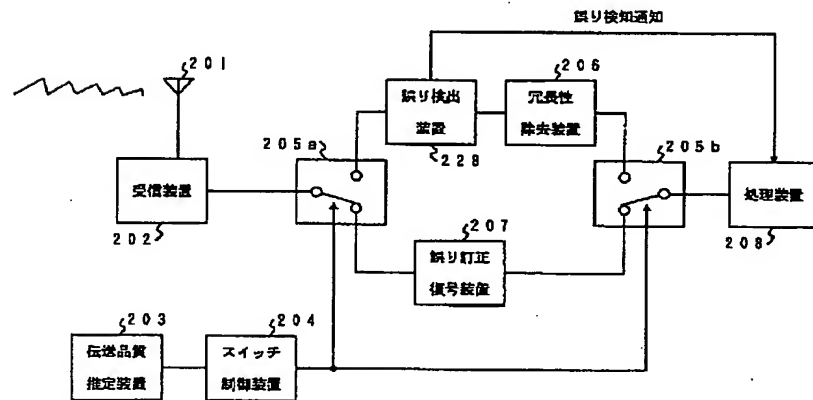 誤り検知通知
201
206
誤り検出
装置
冗長性
除去装置
205a
228
205b
受信装置
処理装置
202
207
208
誤り訂正
復号装置
203
204
伝送品質
推定装置
スイッチ
制御装置